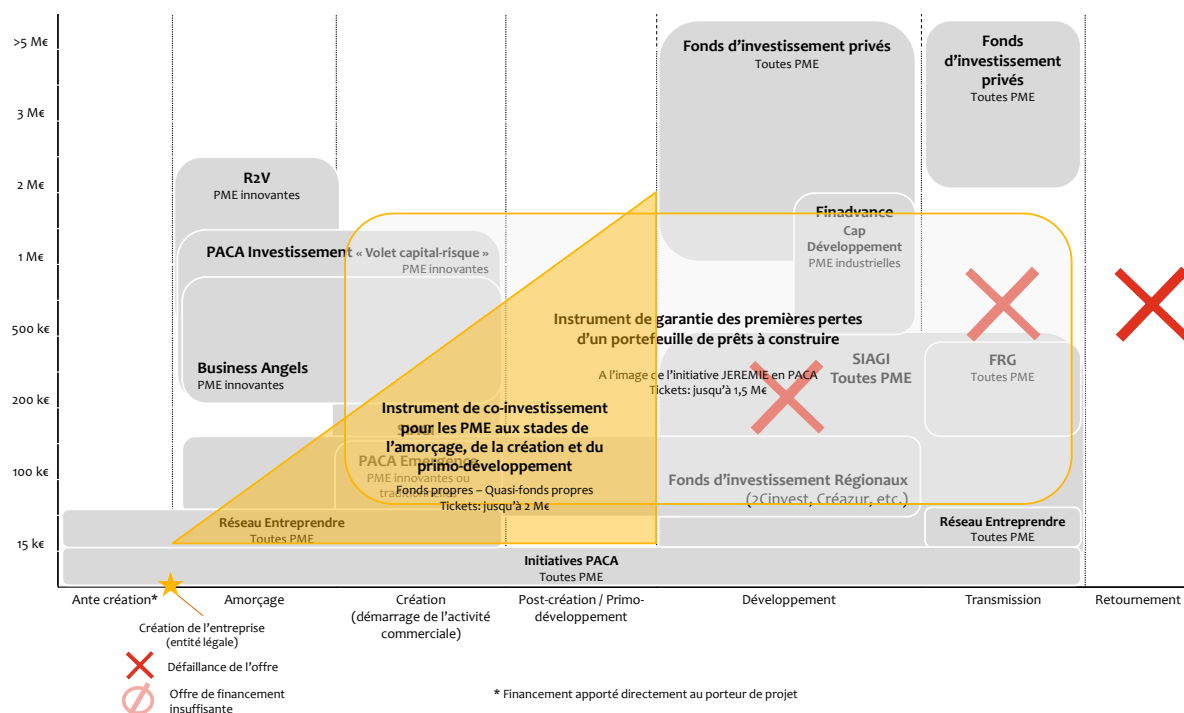 >5 M€
3 M€
2 M€
1 M€
500 k€
200 k€
100 k€
15 k€
Fonds d'investissement privés
Toutes PME
Fonds
d'investissement
privés
Toutes PME
R2V
PME innovantes
PACA Investissement « Volet capital-risque »
PME innovantes
Finadvance
Cap
Développement
PME industrielles
Business Angels
PME innovantes
Instrument de garantie des premières pertes
d'un portefeuille de prêts à construire
A l'image de l'initiative JEREMIE en PACA
Tickets: jusqu'à 1,5 M€
SIAGI
Toutes PME
FRG
Toutes PME
Instrument de co-investissement
pour les PME aux stades de
l'amorçage, de la création et du
primo-développement
Fonds propres – Quasi-fonds propres
Tickets: jusqu'à 2 M€
PACA Emergence
PME innovantes ou
traditionnelles
Fonds d'investissement Régionaux
(2Cinvest, Créazur, etc.)
Réseau Entreprendre
Toutes PME
Réseau Entreprendre
Toutes PME
Initiatives PACA
Toutes PME
Ante création*
Amorçage
Création
(démarrage de l'activité
commerciale)
Post-création / Primo-
développement
Développement
Transmission
Retournement
Création de l'entreprise
(entité légale)
Défaillance de l'offre
Offre de financement
insuffisante
* Financement apporté directement au porteur de projet